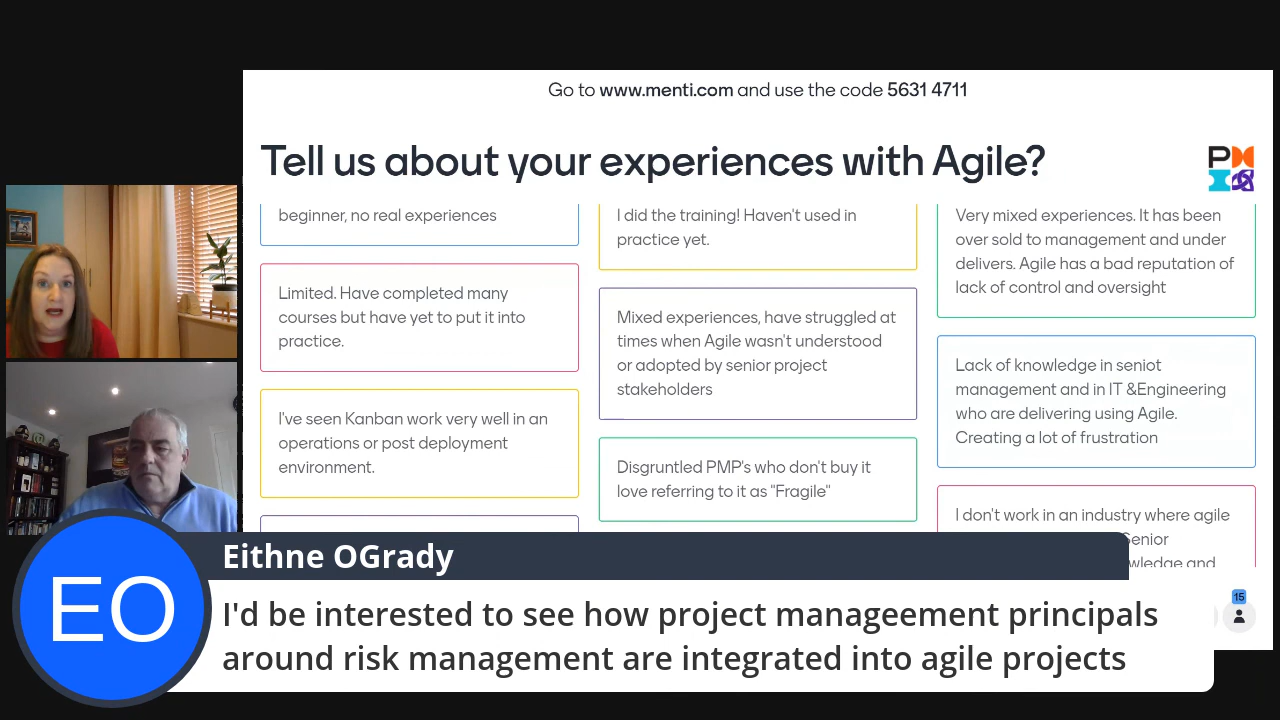 Go to www.menti.com and use the code 5631 4711
Tell us about your experiences with Agile?
PM
beginner, no real experiences
Limited. Have completed many
courses but have yet to put it into
practice.
I've seen Kanban work very well in an
operations or post deployment
environment.
I did the training! Haven't used in
practice yet.
Mixed experiences, have struggled at
times when Agile wasn't understood
or adopted by senior project
stakeholders
Disgruntled PMP's who don't buy it
love referring to it as "Fragile"
Very mixed experiences. It has been
over sold to management and under
delivers. Agile has a bad reputation of
lack of control and oversight
Lack of knowledge in seniot
management and in IT &Engineering
who are delivering using Agile.
Creating a lot of frustration
I don't work in an industry where agile
Senior
wledge and
15
EO
Eithne OGrady
I'd be interested to see how project manageement principals
around risk management are integrated into agile projects